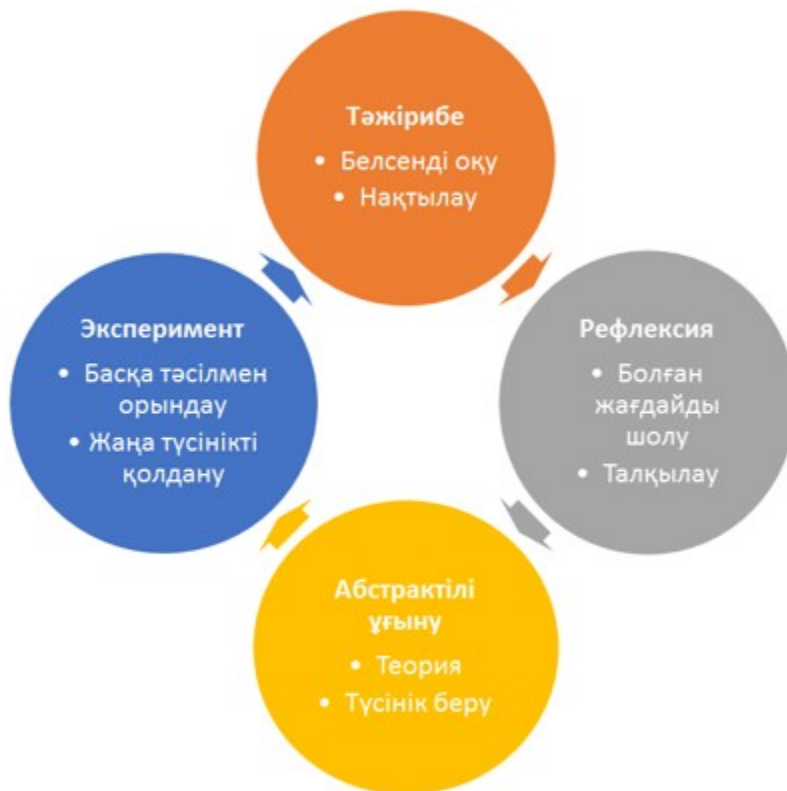 Тәжірибе
• Белсенді оқу
• Нақтылау
Эксперимент
• Басқа тәсілмен
орындау
• Жаңа түсінікті
қолдану
Рефлексия
• Болған
жағдайды
шолу
• Талқылау
Абстрактілі
ұғыну
• Теория
• Түсінік беру